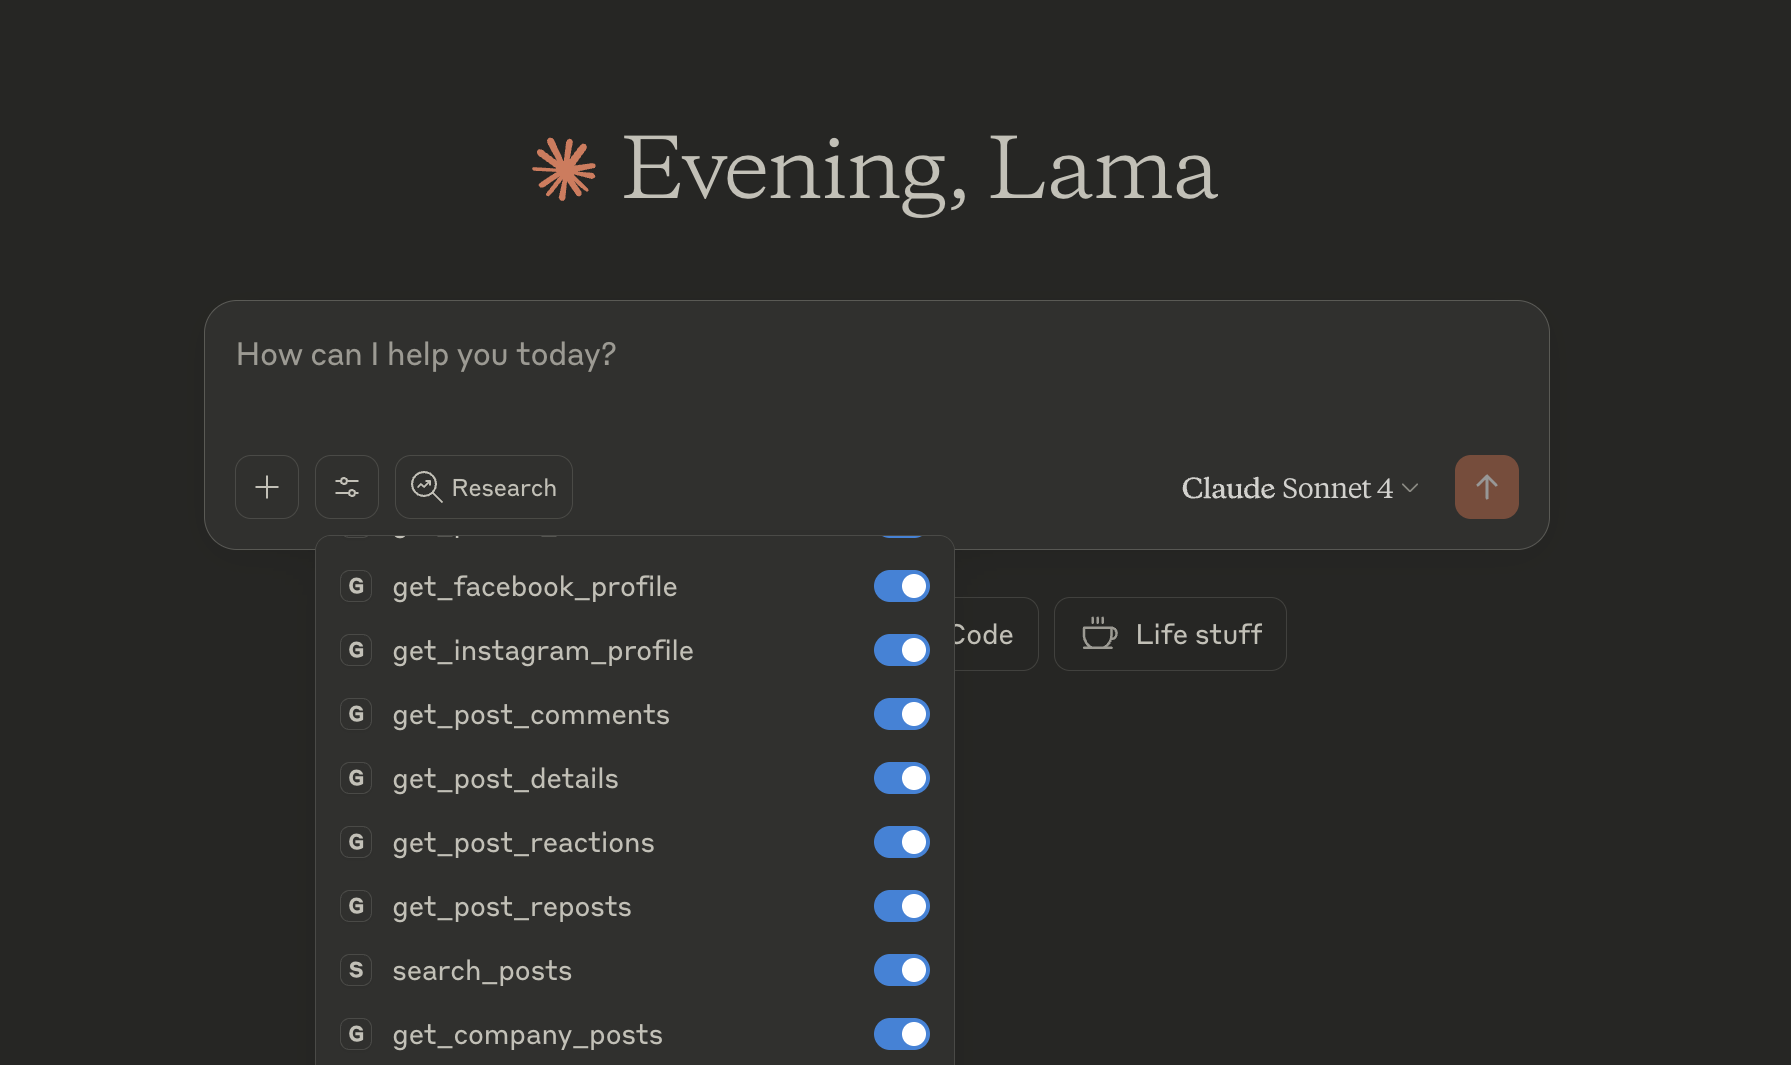 Evening, Lama
How can I help you today?
Research
Claude Sonnet 4
G get_facebook_profile
G get_instagram_profile
G get_post_comments
G get_post_details
G get_post_reactions
G get_post_reposts
S search_posts
G get_company_posts
Code
Life stuff